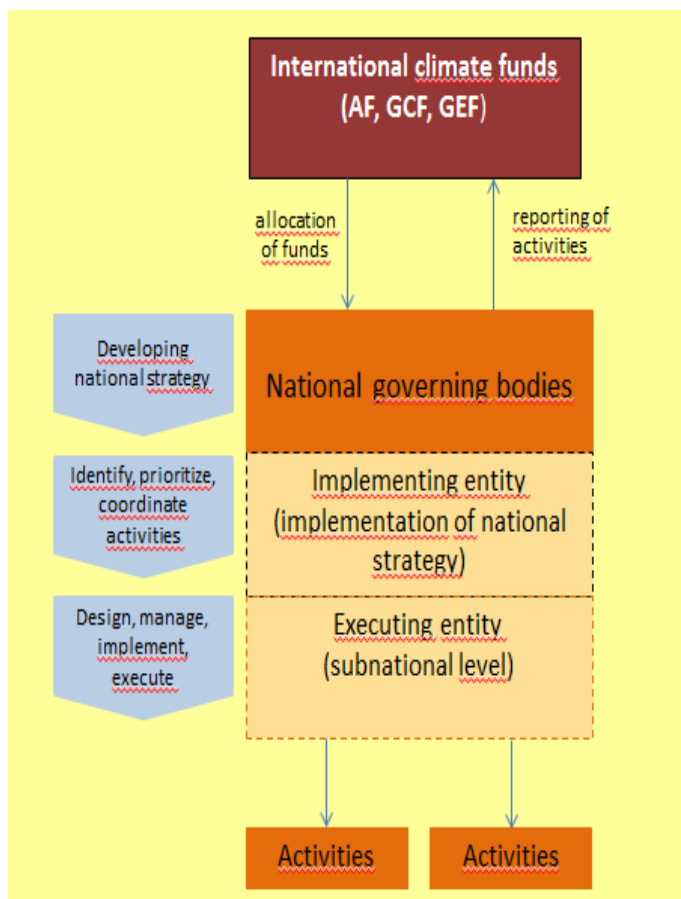 International climate funds
(AF, GCF, GEF)
allocation
of funds
reporting of
activities
Developing
national strategy
National governing bodies
Identify, prioritize,
coordinate
activities
Implementing entity
(implementation of national
strategy)
Design, manage,
implement,
execute
Executing entity
(subnational level)
Activities
Activities